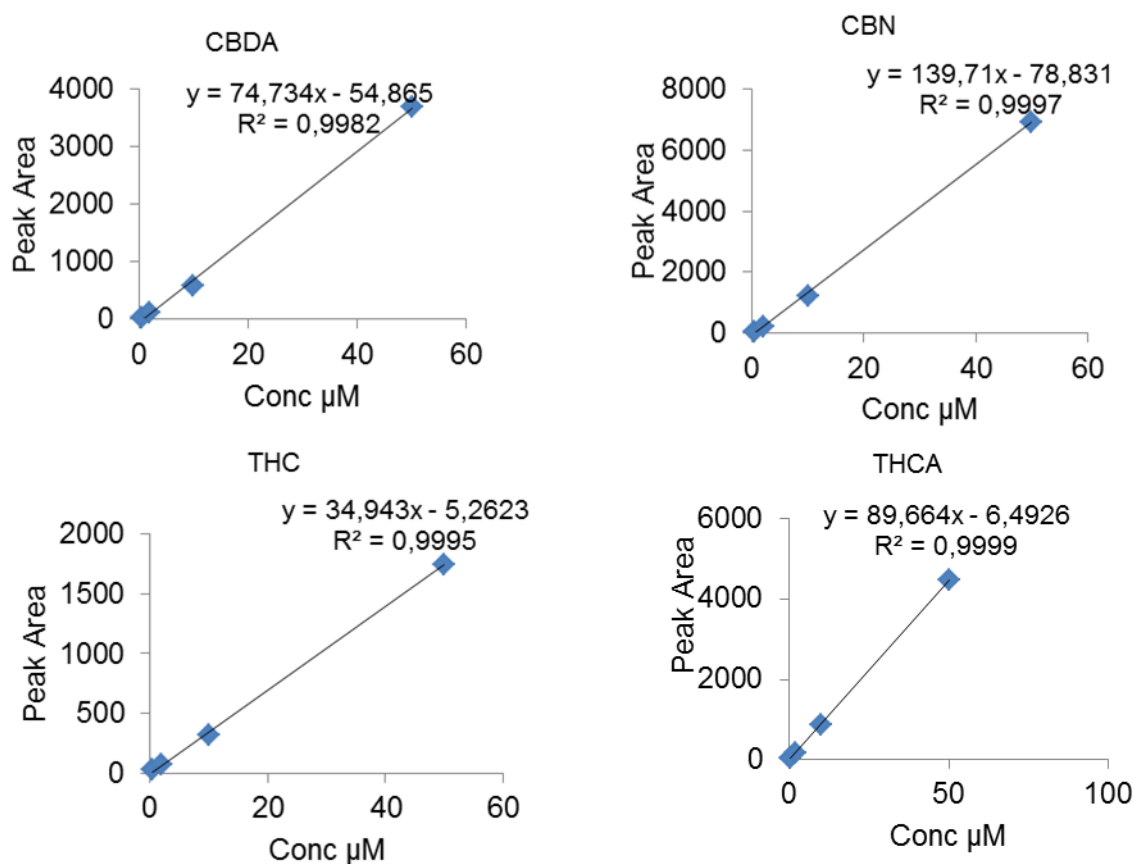 CBDA
y = 74,734x - 54,865
R² = 0,9982
4000
3000
2000
1000
0
Peak Area
0 20 40 60
Conc µM
CBN
y = 139,71x - 78,831
R² = 0,9997
8000
6000
4000
2000
0
Peak Area
0 20 40 60
Conc µM
THC
y = 34,943x - 5,2623
R² = 0,9995
2000
1500
1000
500
0
Peak Area
0 20 40 60
Conc µM
THCA
y = 89,664x - 6,4926
R² = 0,9999
6000
4000
2000
0
Peak Area
0 50 100
Conc µM